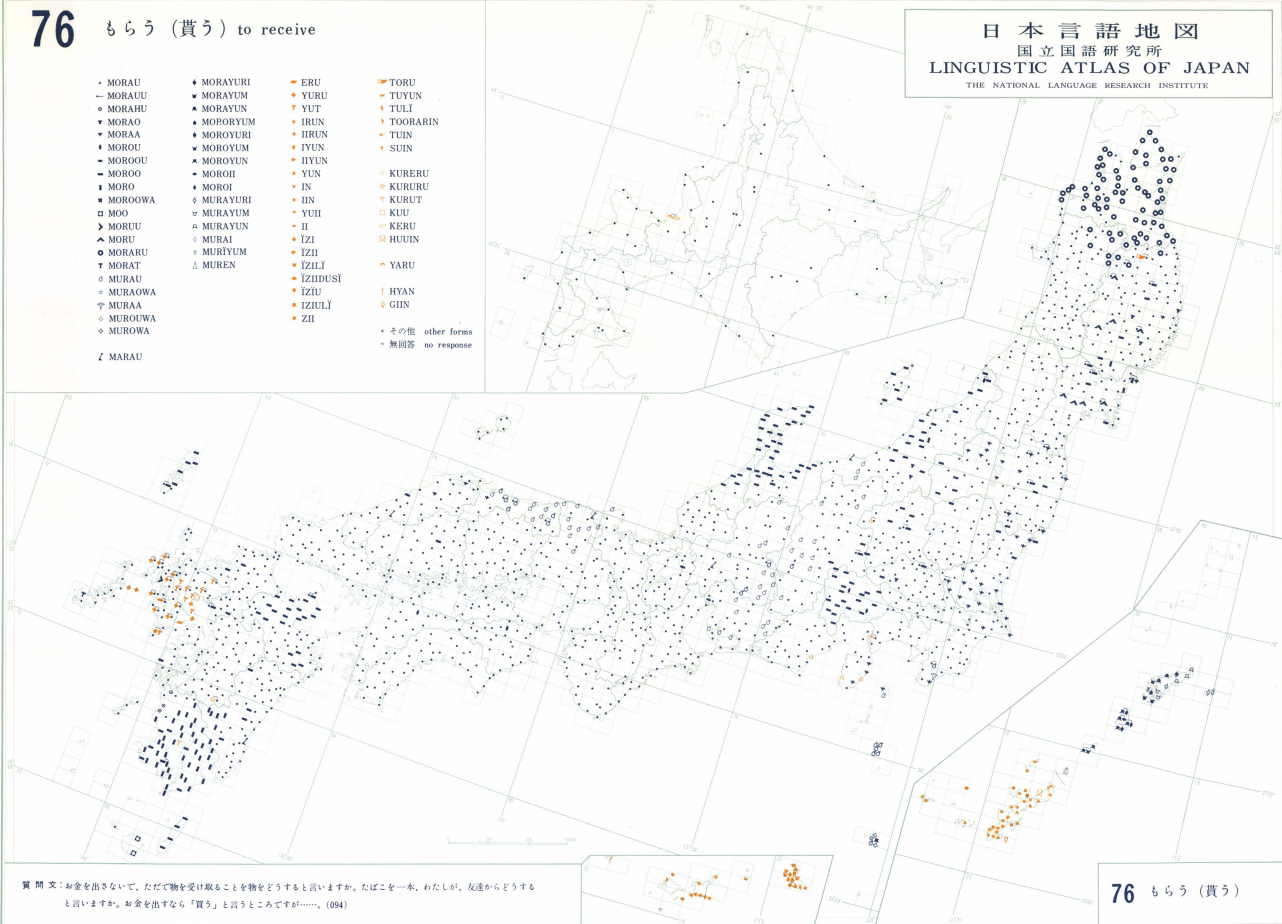 76 もらう (貰う) to receive
日本言語地図
国立国語研究所
LINGUISTIC ATLAS OF JAPAN
THE NATIONAL LANGUAGE RESEARCH INSTITUTE
MORAU
MORAUU
MORAHU
MORAO
MORAA
MOROU
MOROOU
MOROO
MORO
MOROOWA
MOO
MORUU
MORU
MORARU
MORAT
MURAU
MURAOWA
MURAA
MUROUWA
MUROWA
MARAU
MORAYURI
MORAYUM
MORAYUN
MORORYUM
MOROYURI
MOROYUM
MOROYUN
MOROII
MOROI
MURAYURI
MURAYUM
MURAYUN
MURAI
MURÏYUM
MUREN
ERU
YURU
YUT
IRUN
IIRUN
IYUN
IIYUN
YUN
IN
IIN
YUII
II
ÏZI
ÏZII
ÏZILÏ
ÏZIIDUSÏ
ÏZÏU
IZIULÏ
ZII
TORU
TUYUN
TULÏ
TOORARIN
TUIN
SUIN
KURERU
KURURU
KURUT
KUU
KERU
HUUIN
YARU
HYAN
GIIN
その他 other forms
無回答 no response
質問文:お金を出さないで、ただで物を受け取ることを物をどうすると言いますか。たばこを一本、わたしが、友達からどうする
と言いますか。お金を出すなら「買う」と言うところですが……。(094)
76 もらう (貰う)